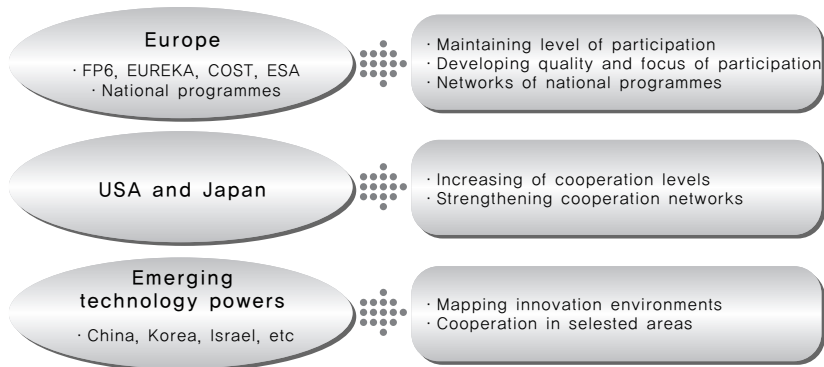 Europe
· FP6, EUREKA, COST, ESA
· National programmes
· Maintaining level of participation
· Developing quality and focus of participation
· Networks of national programmes
USA and Japan
· Increasing of cooperation levels
· Strengthening cooperation networks
Emerging
technology powers
· China, Korea, Israel, etc
· Mapping innovation environments
· Cooperation in selected areas